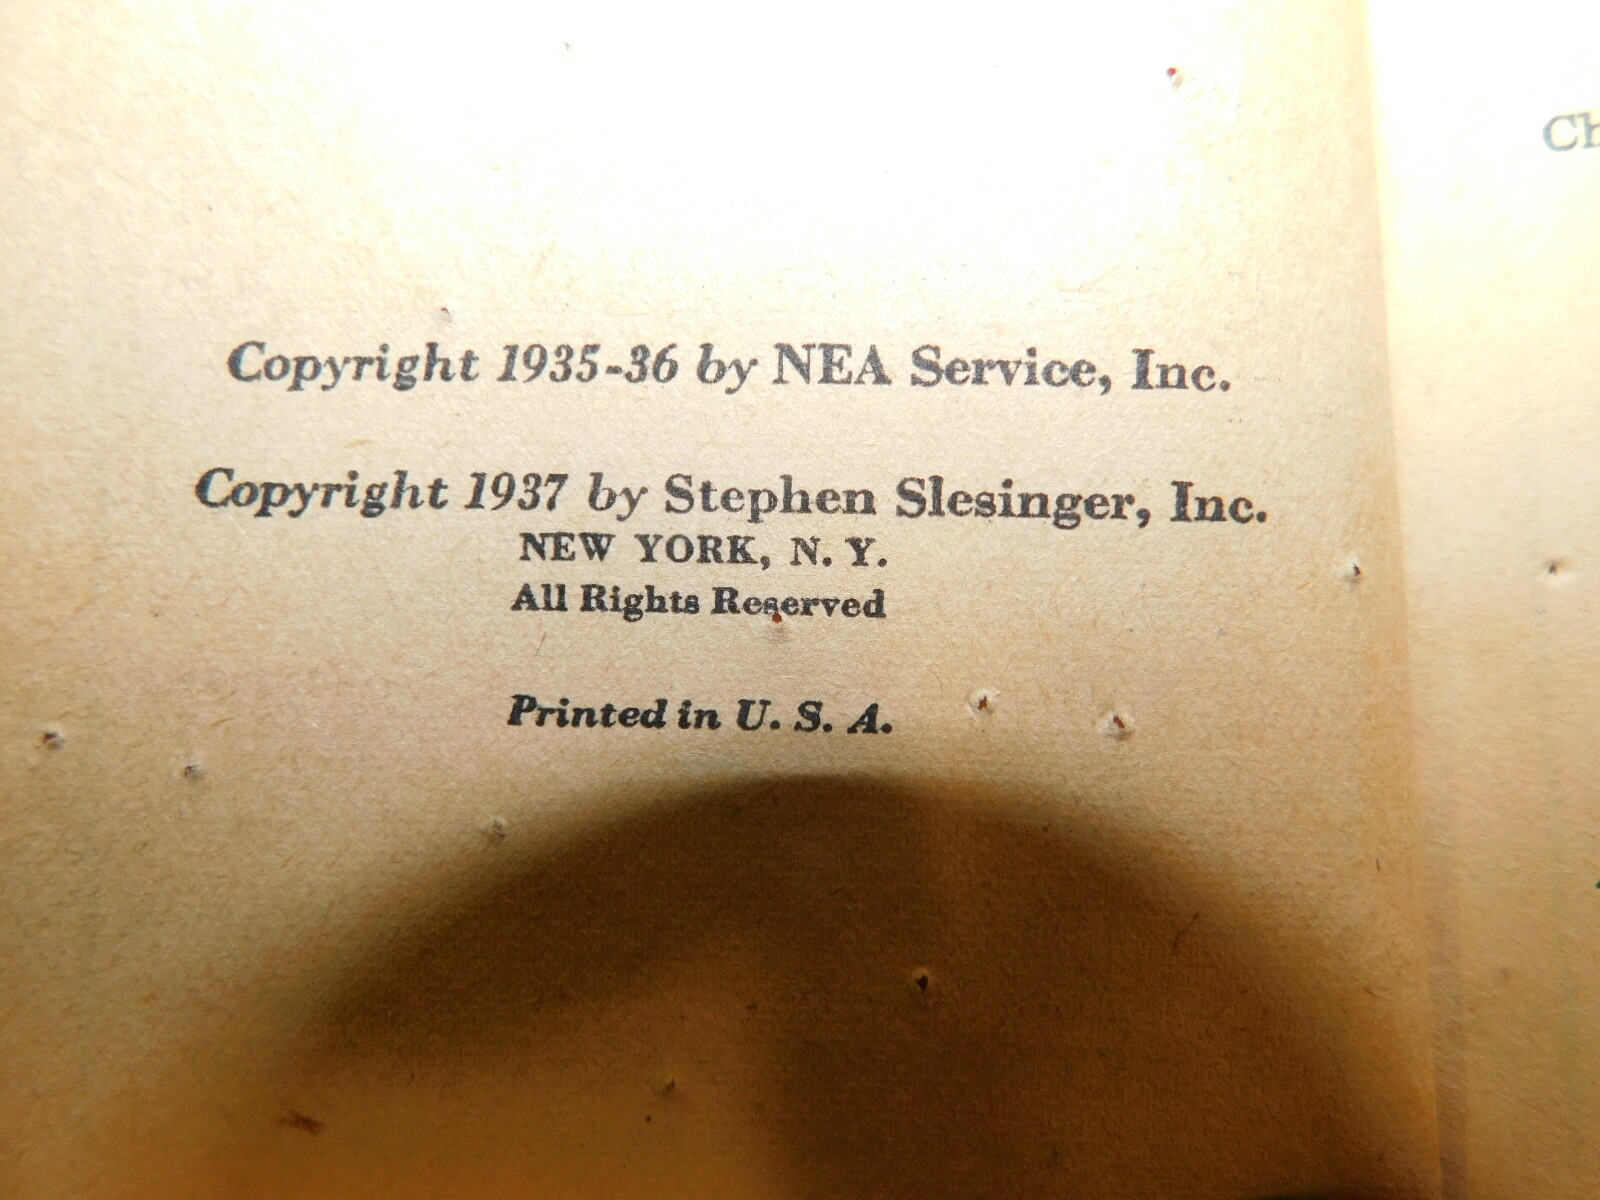 Copyright 1935-36 by NEA Service, Inc.
Copyright 1937 by Stephen Slesinger, Inc.
NEW YORK, N. Y.
All Rights Reserved
Printed in U. S. A.
Ch